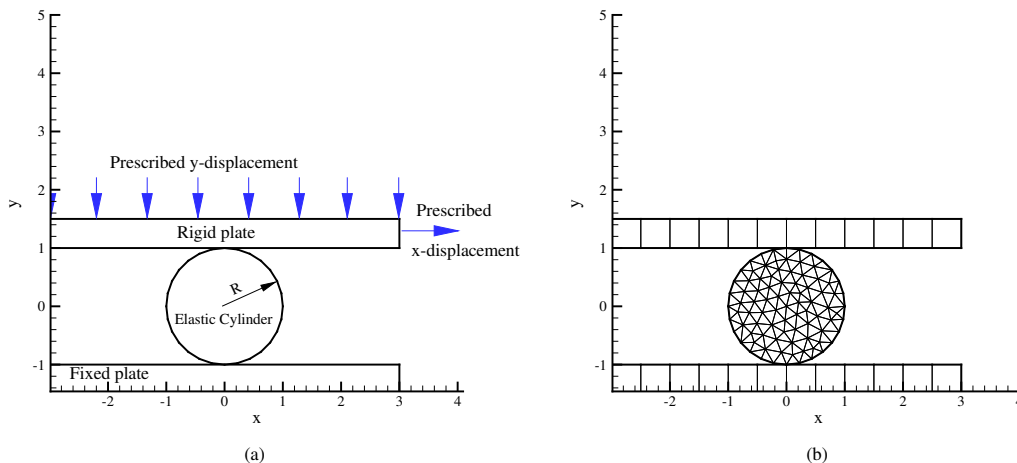 5
4
3
2
1
0
-1
y
Prescribed y-displacement
Prescribed
x-displacement
Rigid plate
R
Elastic Cylinder
Fixed plate
-2
-1
0
1
2
3
4
x
(a)
5
4
3
2
1
0
-1
y
-2
-1
0
1
2
3
4
x
(b)